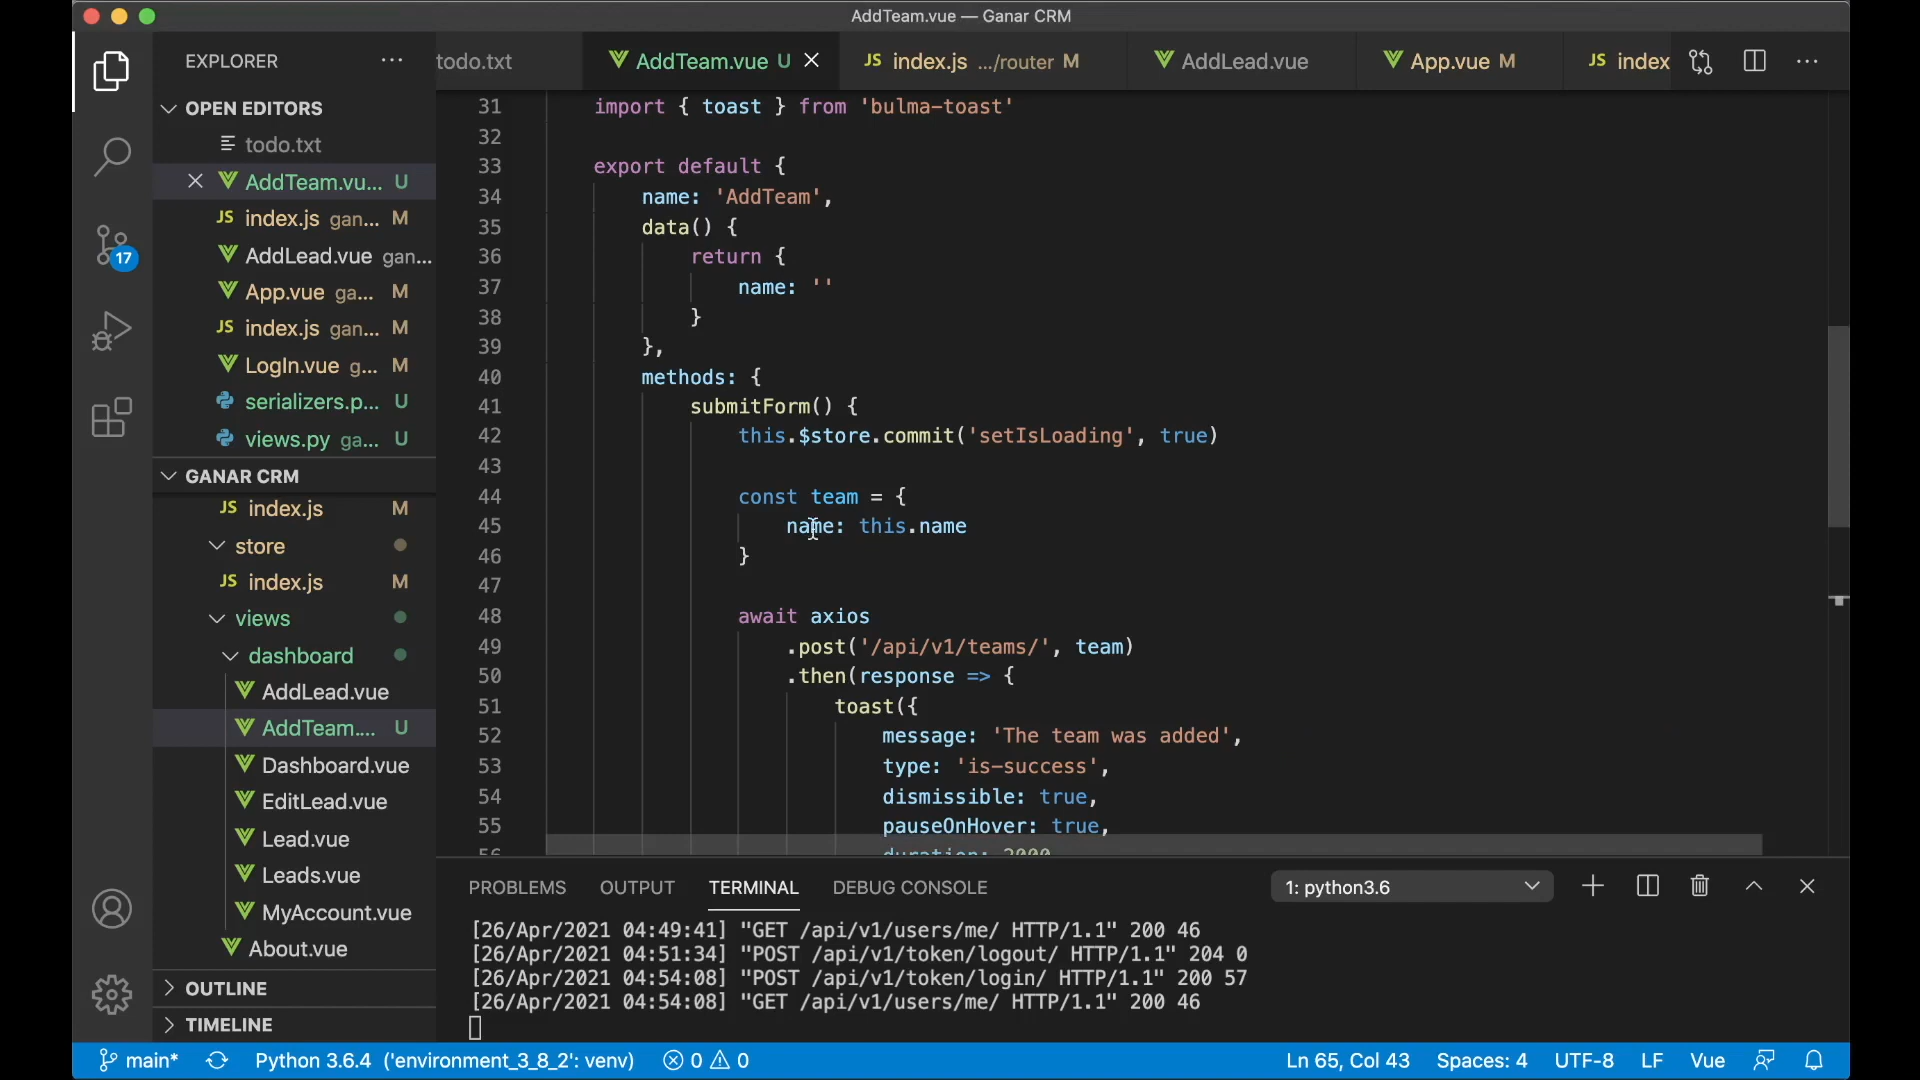 AddTeam.vue — Ganar CRM
EXPLORER
OPEN EDITORS
todo.txt
AddTeam.vu... U
index.js gan... M
AddLead.vue gan...
App.vue ga... M
index.js gan... M
LogIn.vue g... M
serializers.p... U
views.py ga... U
GANAR CRM
index.js M
store
index.js M
views
dashboard
AddLead.vue
AddTeam.... U
Dashboard.vue
EditLead.vue
Lead.vue
Leads.vue
MyAccount.vue
About.vue
OUTLINE
TIMELINE
17
todo.txt
AddTeam.vue U
JS index.js .../router M
AddLead.vue
App.vue M
JS index
31 import { toast } from 'bulma-toast'
32
33 export default {
34 name: 'AddTeam',
35 data() {
36 return {
37 name: ''
38 }
39 },
40 methods: {
41 submitForm() {
42 this.$store.commit('setIsLoading', true)
43
44 const team = {
45 name: this.name
46 }
47
48 await axios
49 .post('/api/v1/teams/', team)
50 .then(response => {
51 toast({
52 message: 'The team was added',
53 type: 'is-success',
54 dismissible: true,
55 pauseOnHover: true,
56 duration: 2000
PROBLEMS OUTPUT TERMINAL DEBUG CONSOLE
1: python3.6
[26/Apr/2021 04:49:41] "GET /api/v1/users/me/ HTTP/1.1" 200 46
[26/Apr/2021 04:51:34] "POST /api/v1/token/logout/ HTTP/1.1" 204 0
[26/Apr/2021 04:54:08] "POST /api/v1/token/login/ HTTP/1.1" 200 57
[26/Apr/2021 04:54:08] "GET /api/v1/users/me/ HTTP/1.1" 200 46
main* Python 3.6.4 ('environment_3_8_2': venv) 0 0
Ln 65, Col 43 Spaces: 4 UTF-8 LF Vue